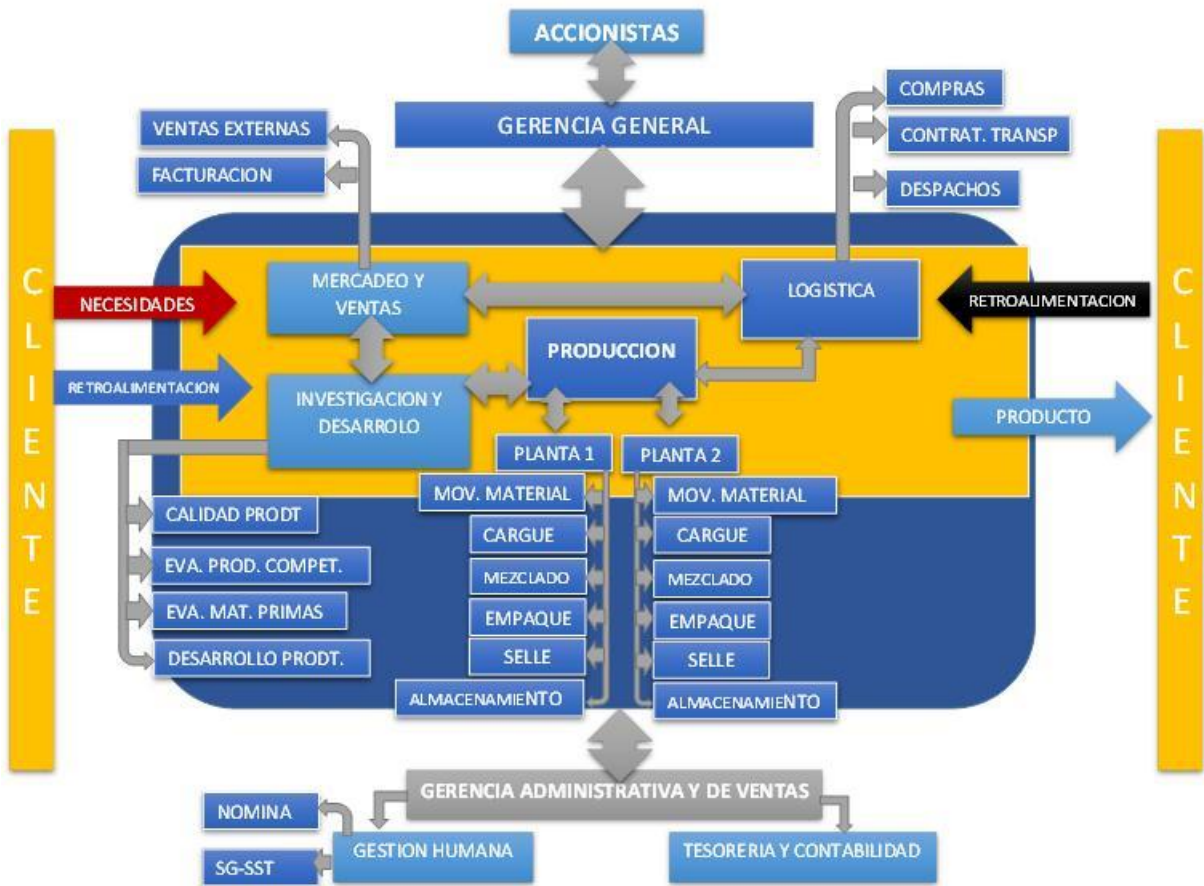 ACCIONISTAS
GERENCIA GENERAL
VENTAS EXTERNAS
FACTURACION
COMPRAS
CONTRAT. TRANSP
DESPACHOS
CLIENTE
NECESIDADES
RETROALIMENTACION
MERCADEO Y
VENTAS
LOGISTICA
PRODUCCION
INVESTIGACION Y
DESARROLO
RETROALIMENTACION
PRODUCTO
CLIENTE
PLANTA 1
MOV. MATERIAL
CARGUE
MEZCLADO
EMPAQUE
SELLE
ALMACENAMIENTO
PLANTA 2
MOV. MATERIAL
CARGUE
MEZCLADO
EMPAQUE
SELLE
ALMACENAMIENTO
CALIDAD PRODT
EVA. PROD. COMPET.
EVA. MAT. PRIMAS
DESARROLLO PRODT.
GERENCIA ADMINISTRATIVA Y DE VENTAS
NOMINA
SG-SST
GESTION HUMANA
TESORERIA Y CONTABILIDAD